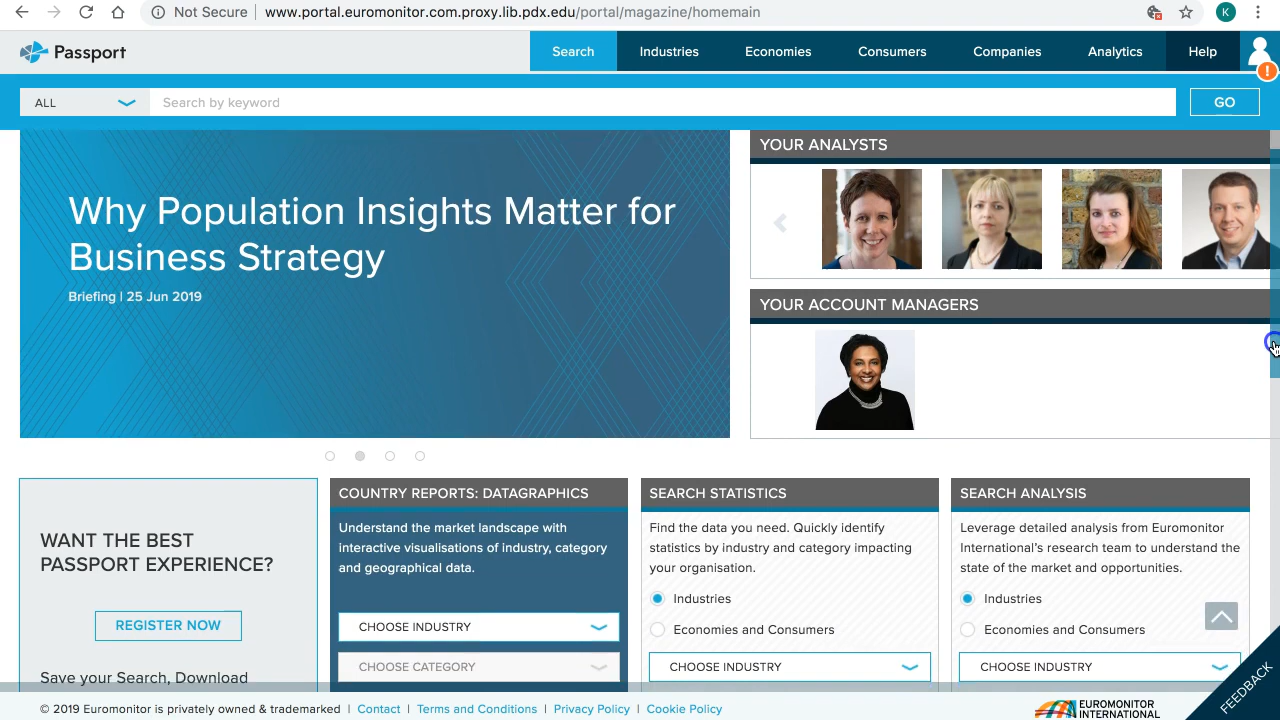 Not Secure | www.portal.euromonitor.com.proxy.lib.pdx.edu/portal/magazine/homemain
K
Passport
Search
Industries
Economies
Consumers
Companies
Analytics
Help
!
ALL
Search by keyword
GO
Why Population Insights Matter for
Business Strategy
Briefing | 25 Jun 2019
YOUR ANALYSTS
YOUR ACCOUNT MANAGERS
WANT THE BEST
PASSPORT EXPERIENCE?
REGISTER NOW
Save your Search, Download
COUNTRY REPORTS: DATAGRAPHICS
Understand the market landscape with
interactive visualisations of industry, category
and geographical data.
CHOOSE INDUSTRY
CHOOSE CATEGORY
SEARCH STATISTICS
Find the data you need. Quickly identify
statistics by industry and category impacting
your organisation.
Industries
Economies and Consumers
CHOOSE INDUSTRY
SEARCH ANALYSIS
Leverage detailed analysis from Euromonitor
International's research team to understand the
state of the market and opportunities.
Industries
Economies and Consumers
CHOOSE INDUSTRY
FEEDBACK
© 2019 Euromonitor is privately owned & trademarked | Contact | Terms and Conditions | Privacy Policy | Cookie Policy
EUROMONITOR
INTERNATIONAL